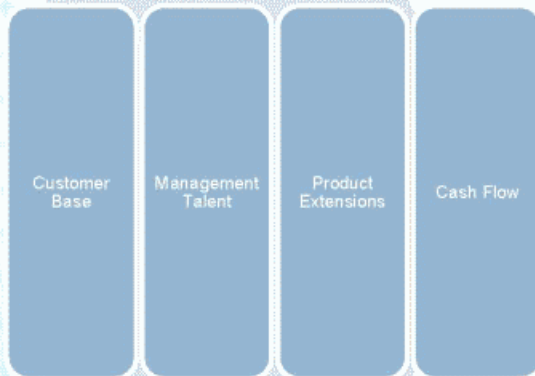 Customer
Base
Management
Talent
Product
Extensions
Cash Flow